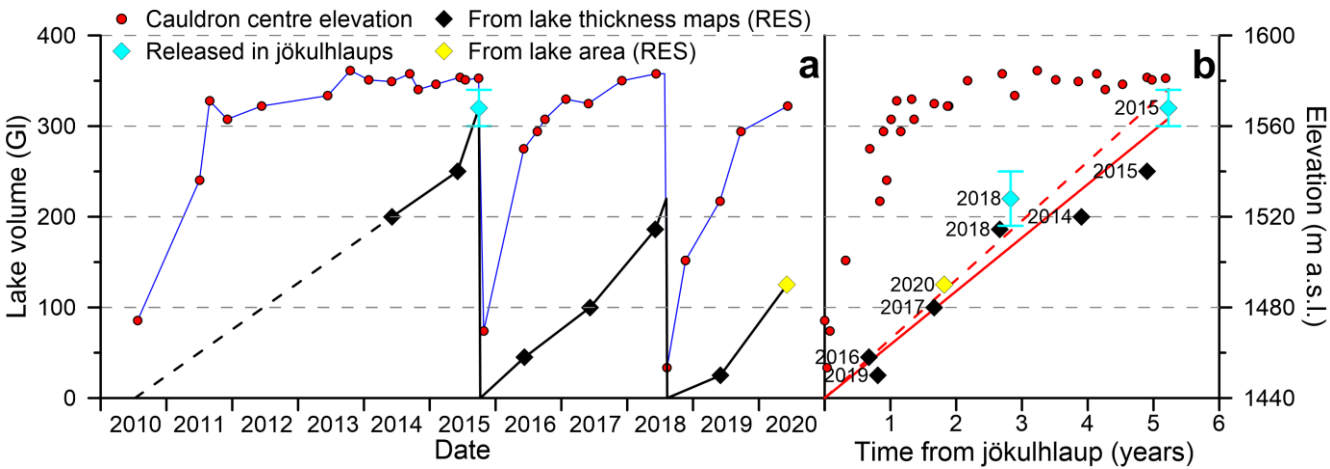 Cauldron centre elevation
From lake thickness maps (RES)
Released in jökulhlaups
From lake area (RES)
a
b
Lake volume (Gl)
400
300
200
100
0
2010 2011 2012 2013 2014 2015 2016 2017 2018 2019 2020
Date
2015
2018
2018
2015
2014
2020
2017
2016
2019
1 2 3 4 5 6
Time from jökulhlaup (years)
1600
1560
1520
1480
1440
Elevation (m a.s.l.)